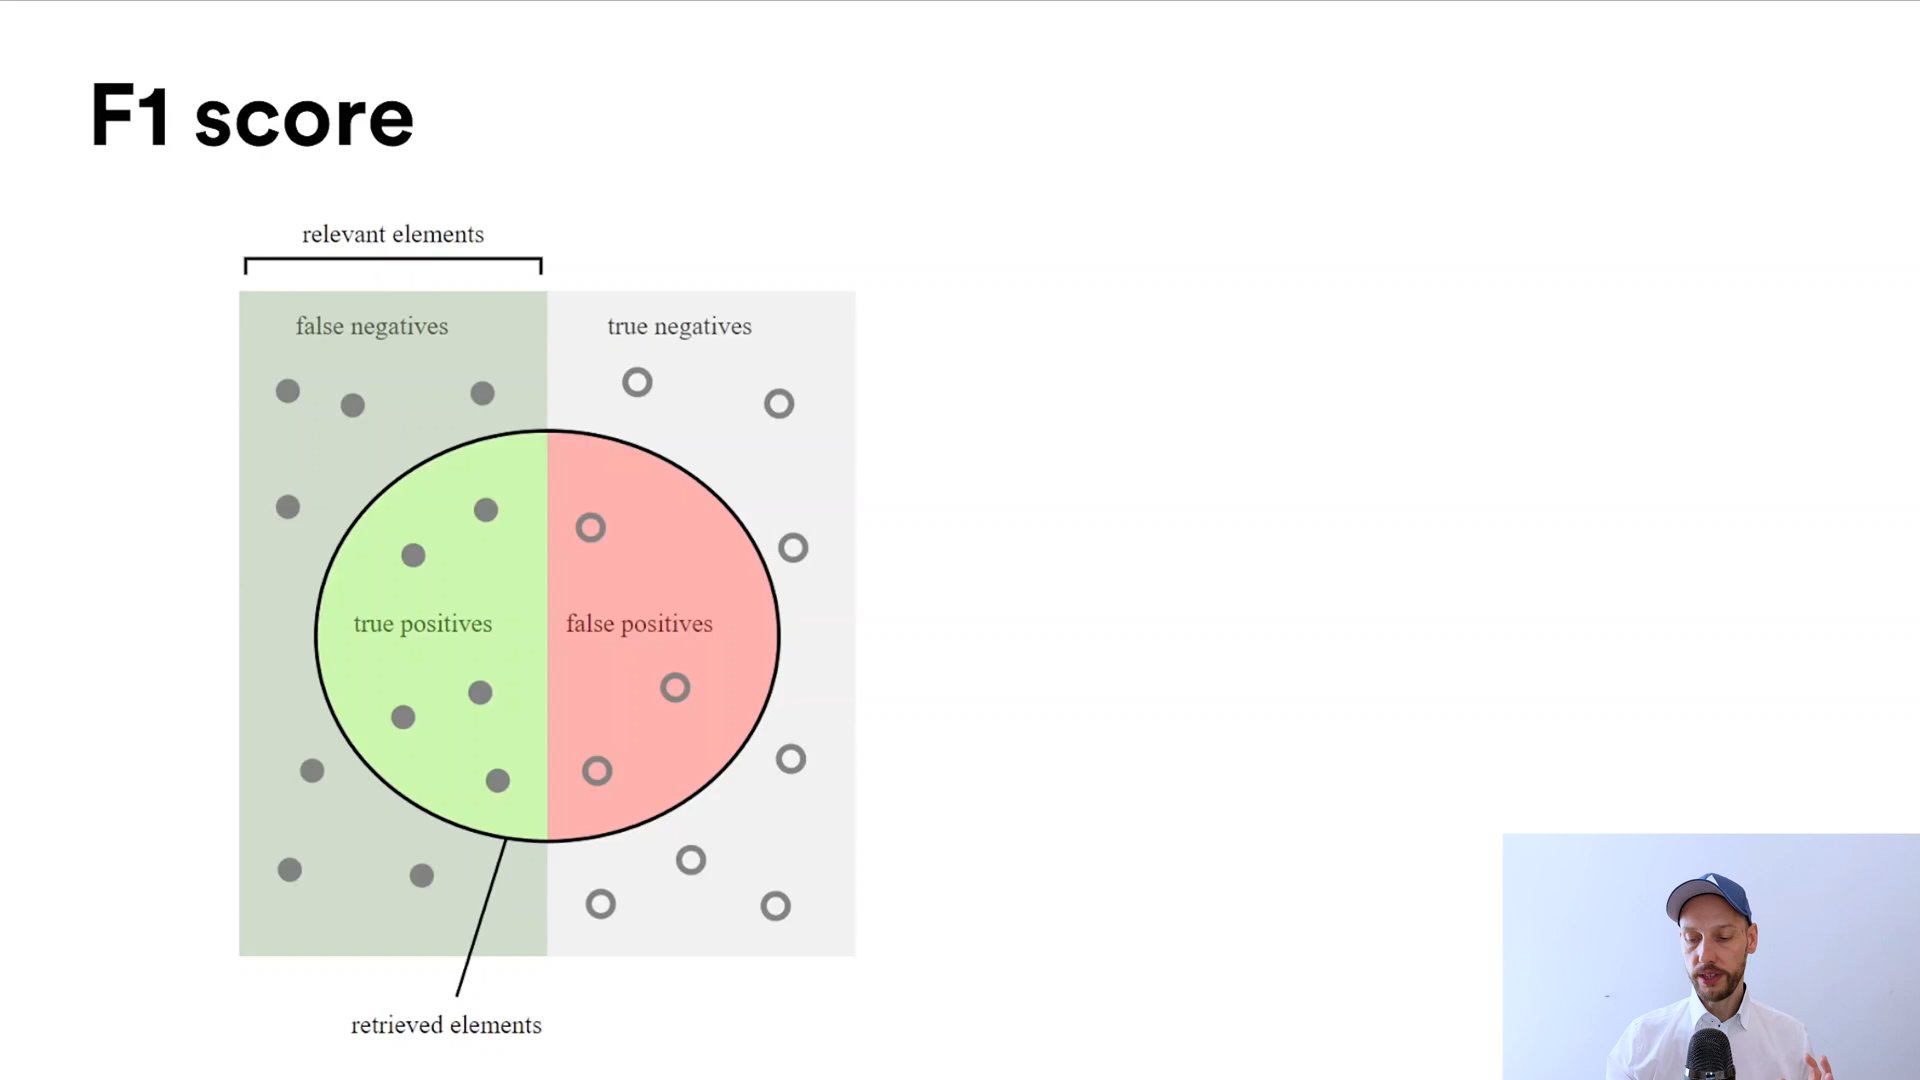 F1 score
relevant elements
false negatives
true negatives
true positives
false positives
retrieved elements